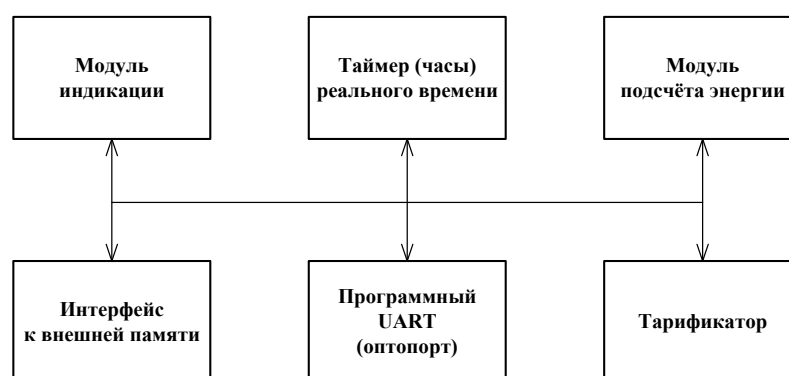 Модуль
индикации
Таймер (часы)
реального времени
Модуль
подсчёта энергии
Интерфейс
к внешней памяти
Программный
UART
(оптопорт)
Тарификатор